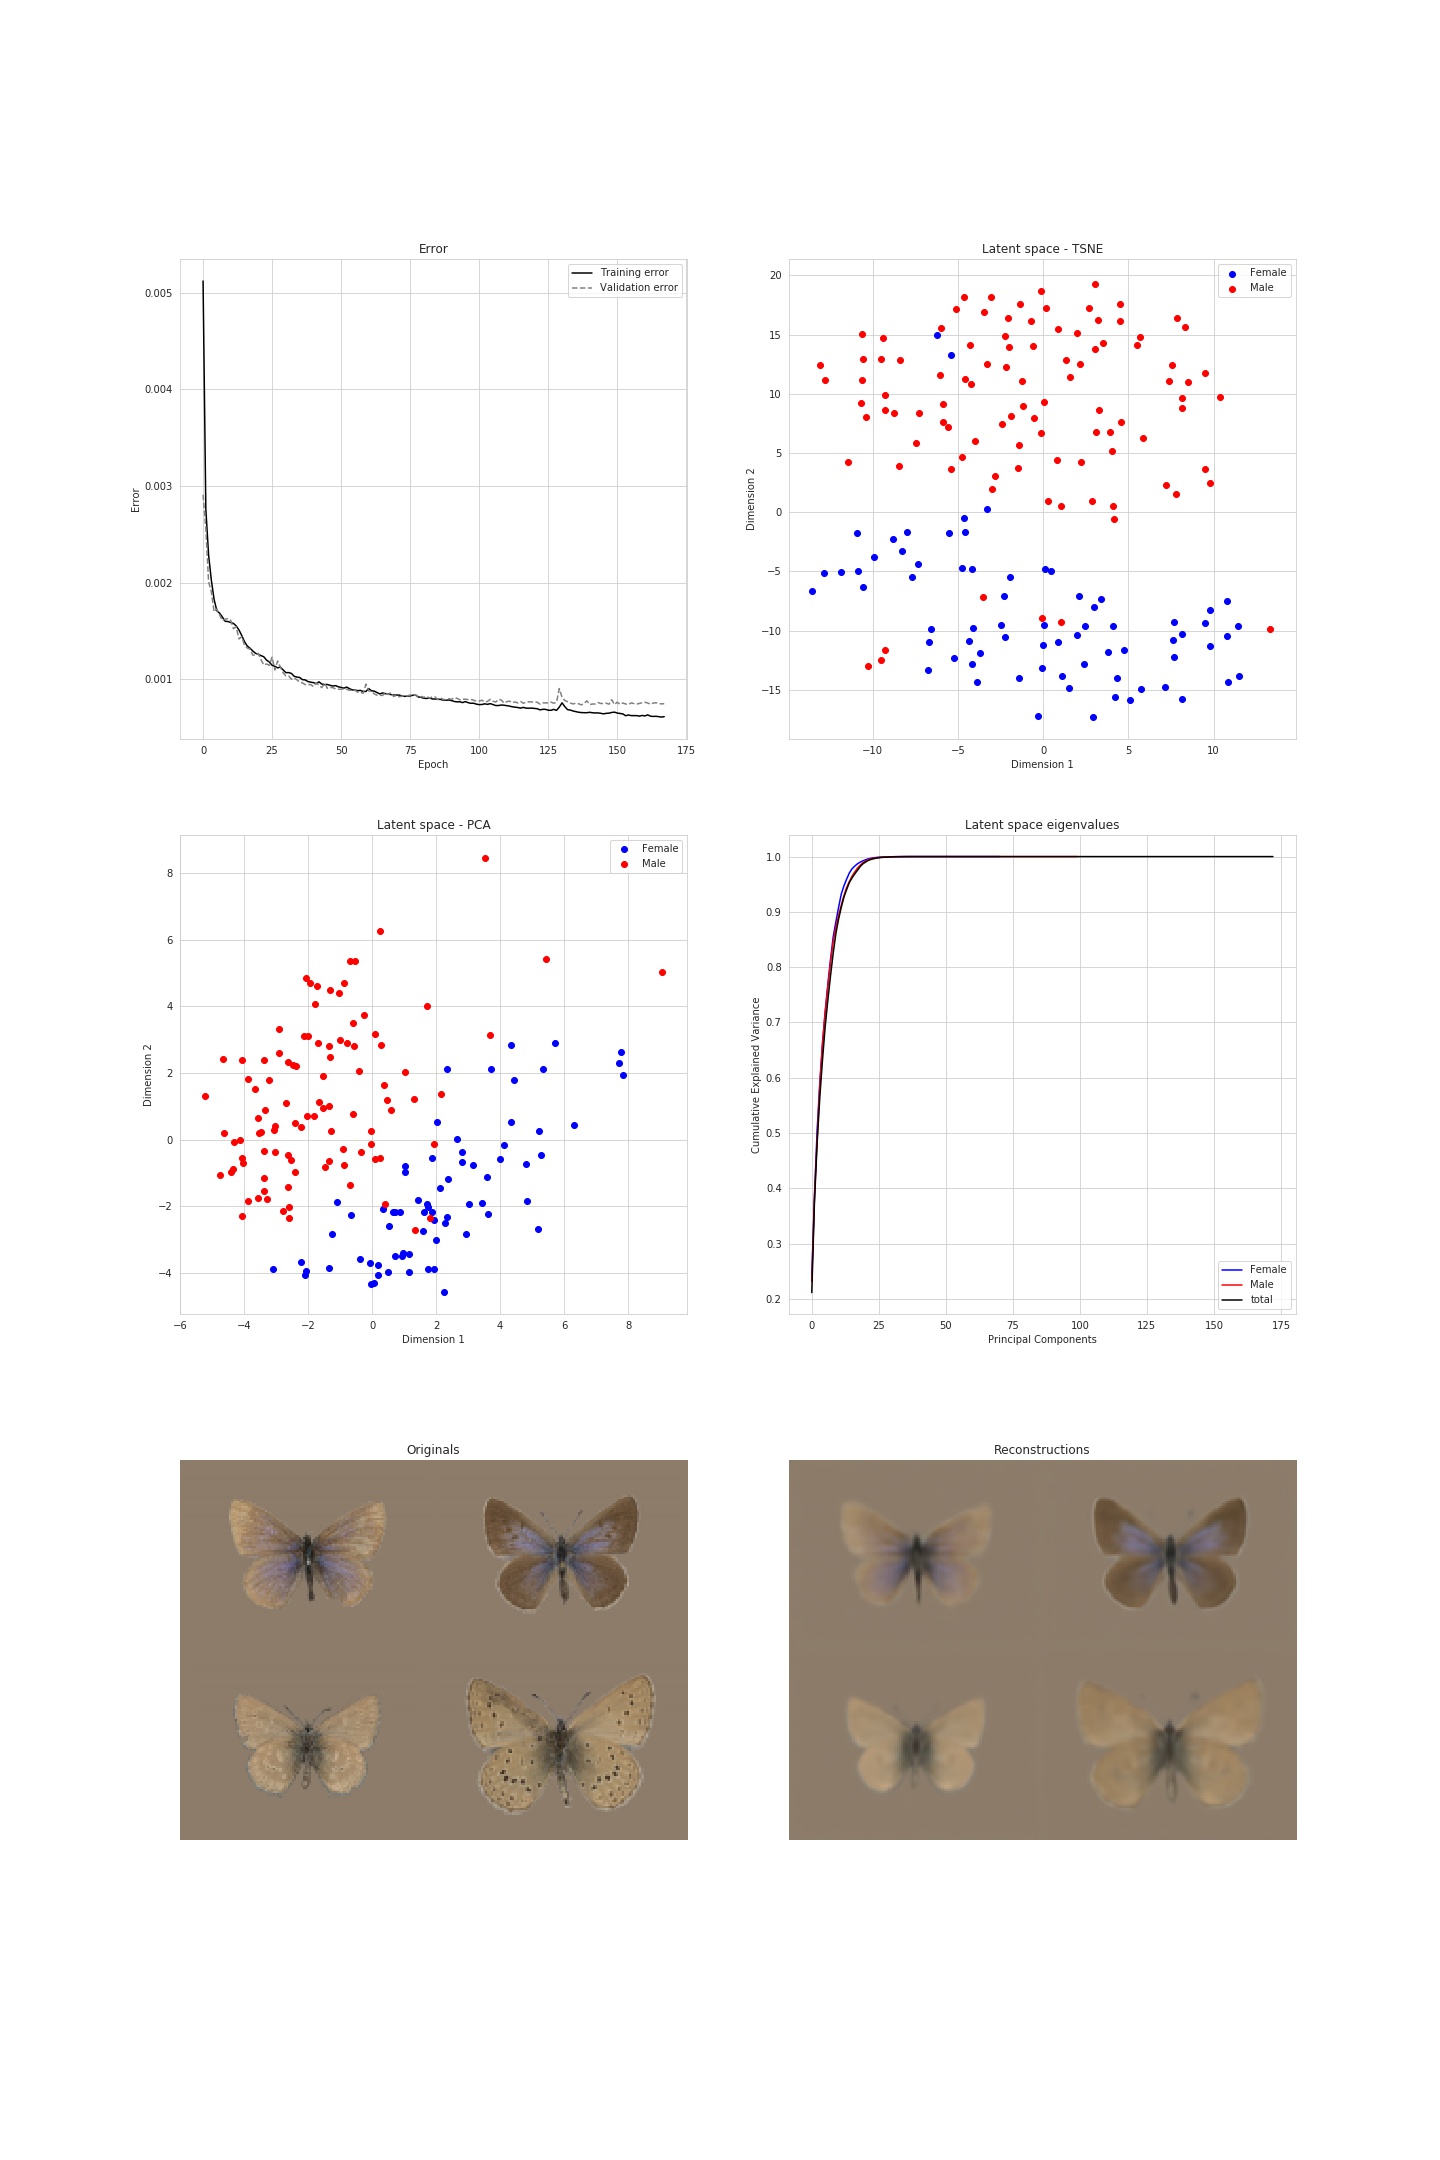 Error
Training error
Validation error
0.005
0.004
0.003
0.002
0.001
Error
0 25 50 75 100 125 150 175
Epoch
Latent space - TSNE
Female
Male
20
15
10
5
0
−5
−10
−15
Dimension 2
−10 −5 0 5 10
Dimension 1
Latent space - PCA
Female
Male
8
6
4
2
0
−2
−4
Dimension 2
−6 −4 −2 0 2 4 6 8
Dimension 1
Latent space eigenvalues
1.0
0.9
0.8
0.7
0.6
0.5
0.4
0.3
0.2
Cumulative Explained Variance
Female
Male
total
0 25 50 75 100 125 150 175
Principal Components
Originals
Reconstructions